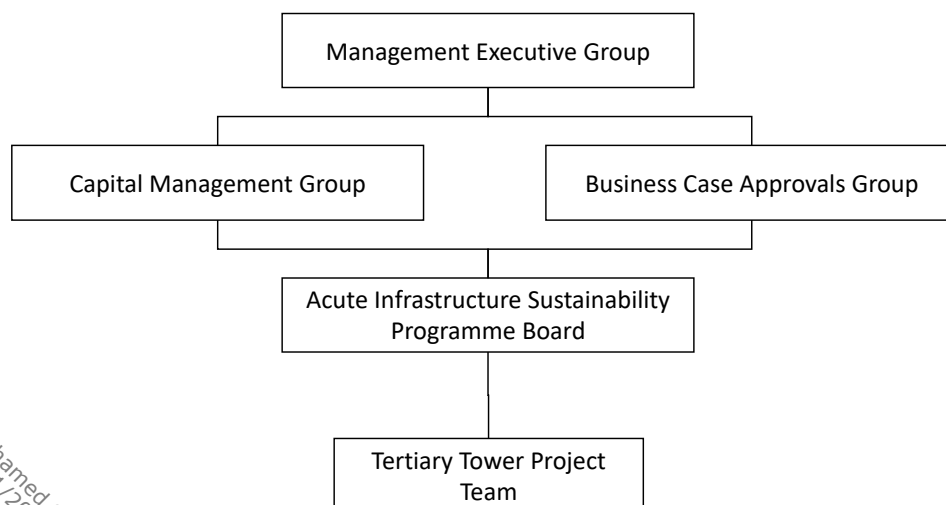 Management Executive Group
Capital Management Group
Business Case Approvals Group
Acute Infrastructure Sustainability
Programme Board
Tertiary Tower Project
Team